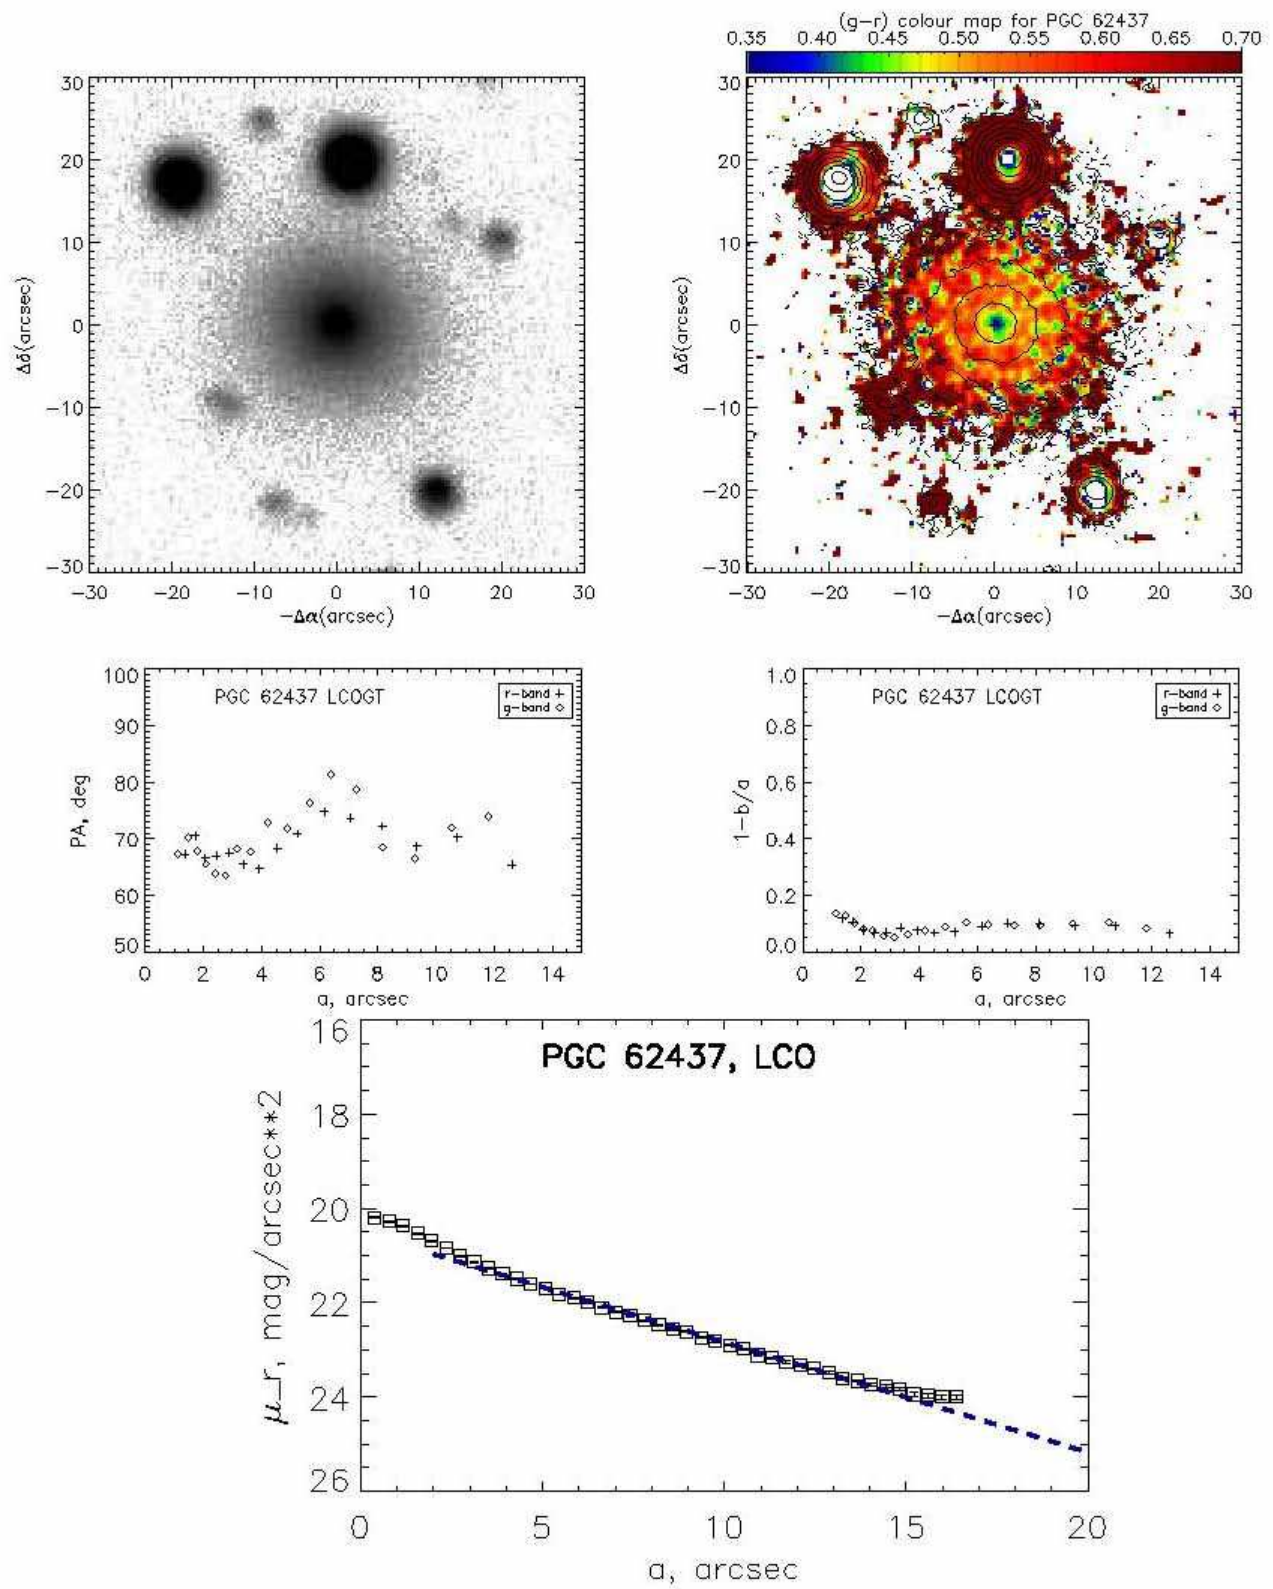 (g-r) colour map for PGC 62437
0.35 0.40 0.45 0.50 0.55 0.60 0.65 0.70
30
20
10
0
-10
-20
-30
Δδ(arcsec)
-30 -20 -10 0 10 20 30
-Δα(arcsec)
30
20
10
0
-10
-20
-30
Δδ(arcsec)
-30 -20 -10 0 10 20 30
-Δα(arcsec)
PGC 62437 LCOGT
r-band +
g-band ◇
100
90
80
70
60
50
PA, deg
0 2 4 6 8 10 12 14
a, arcsec
PGC 62437 LCOGT
r-band +
g-band ◇
1.0
0.8
0.6
0.4
0.2
0.0
1-b/a
0 2 4 6 8 10 12 14
a, arcsec
PGC 62437, LCO
16
18
20
22
24
26
μ_r, mag/arcsec**2
0 5 10 15 20
a, arcsec